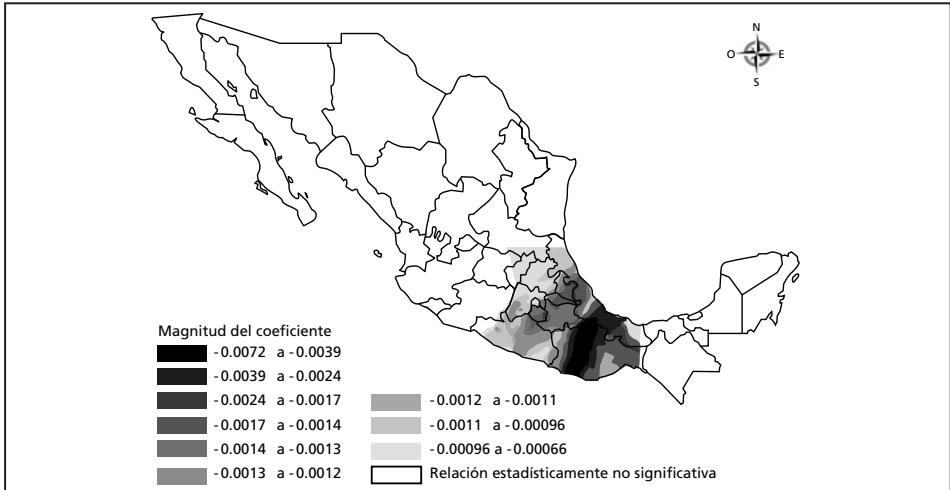 N
O E
S
Magnitud del coeficiente
-0.0072 a -0.0039
-0.0039 a -0.0024
-0.0024 a -0.0017
-0.0017 a -0.0014
-0.0014 a -0.0013
-0.0013 a -0.0012
-0.0012 a -0.0011
-0.0011 a -0.00096
-0.00096 a -0.00066
Relación estadísticamente no significativa